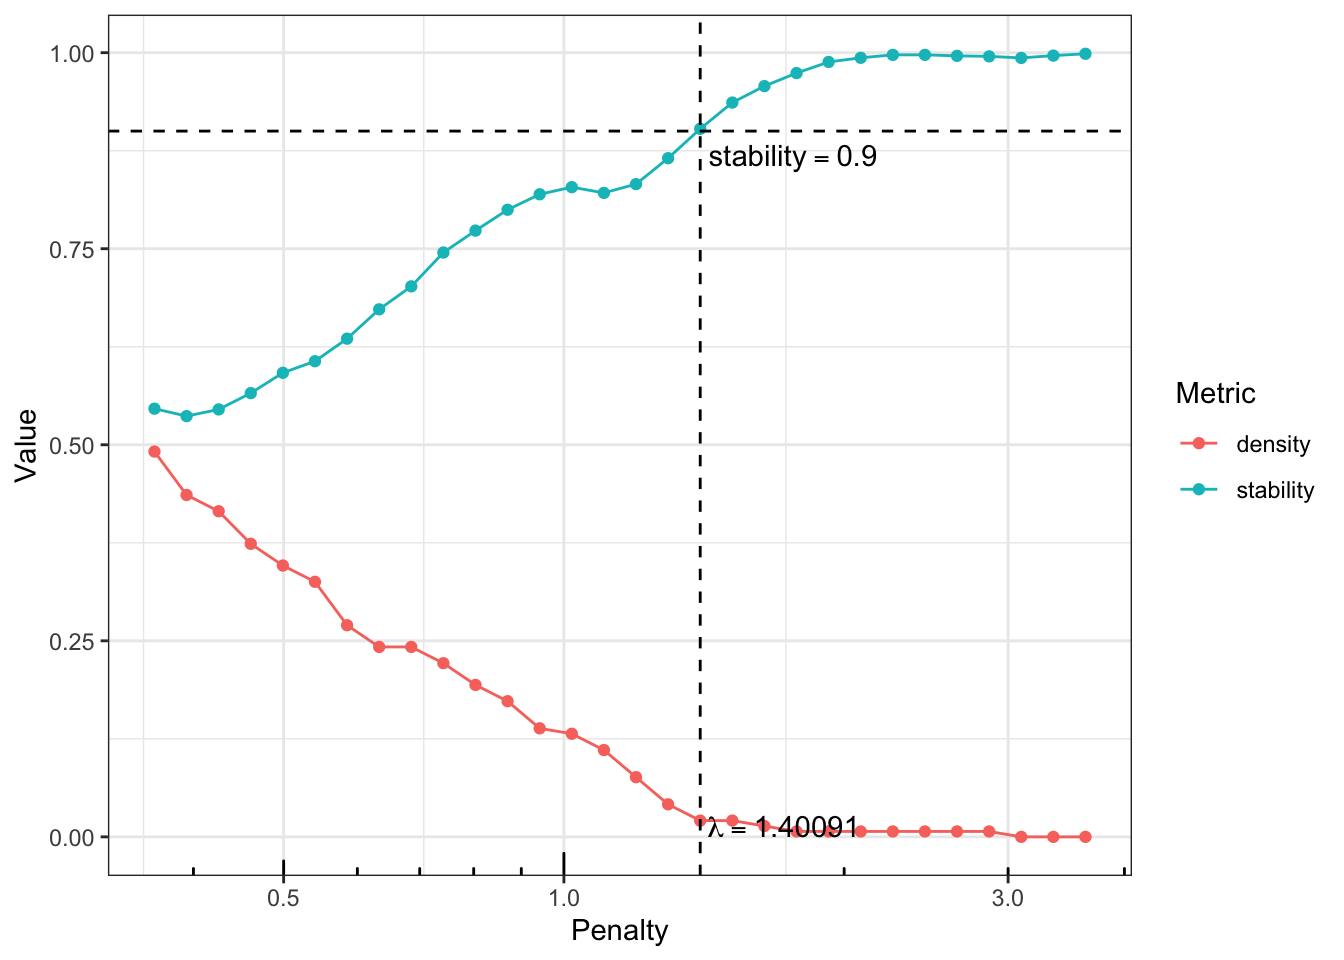 1.00
0.75
0.50
0.25
0.00
Value
stability = 0.9
λ = 1.40091
0.5
1.0
3.0
Penalty
Metric
density
stability